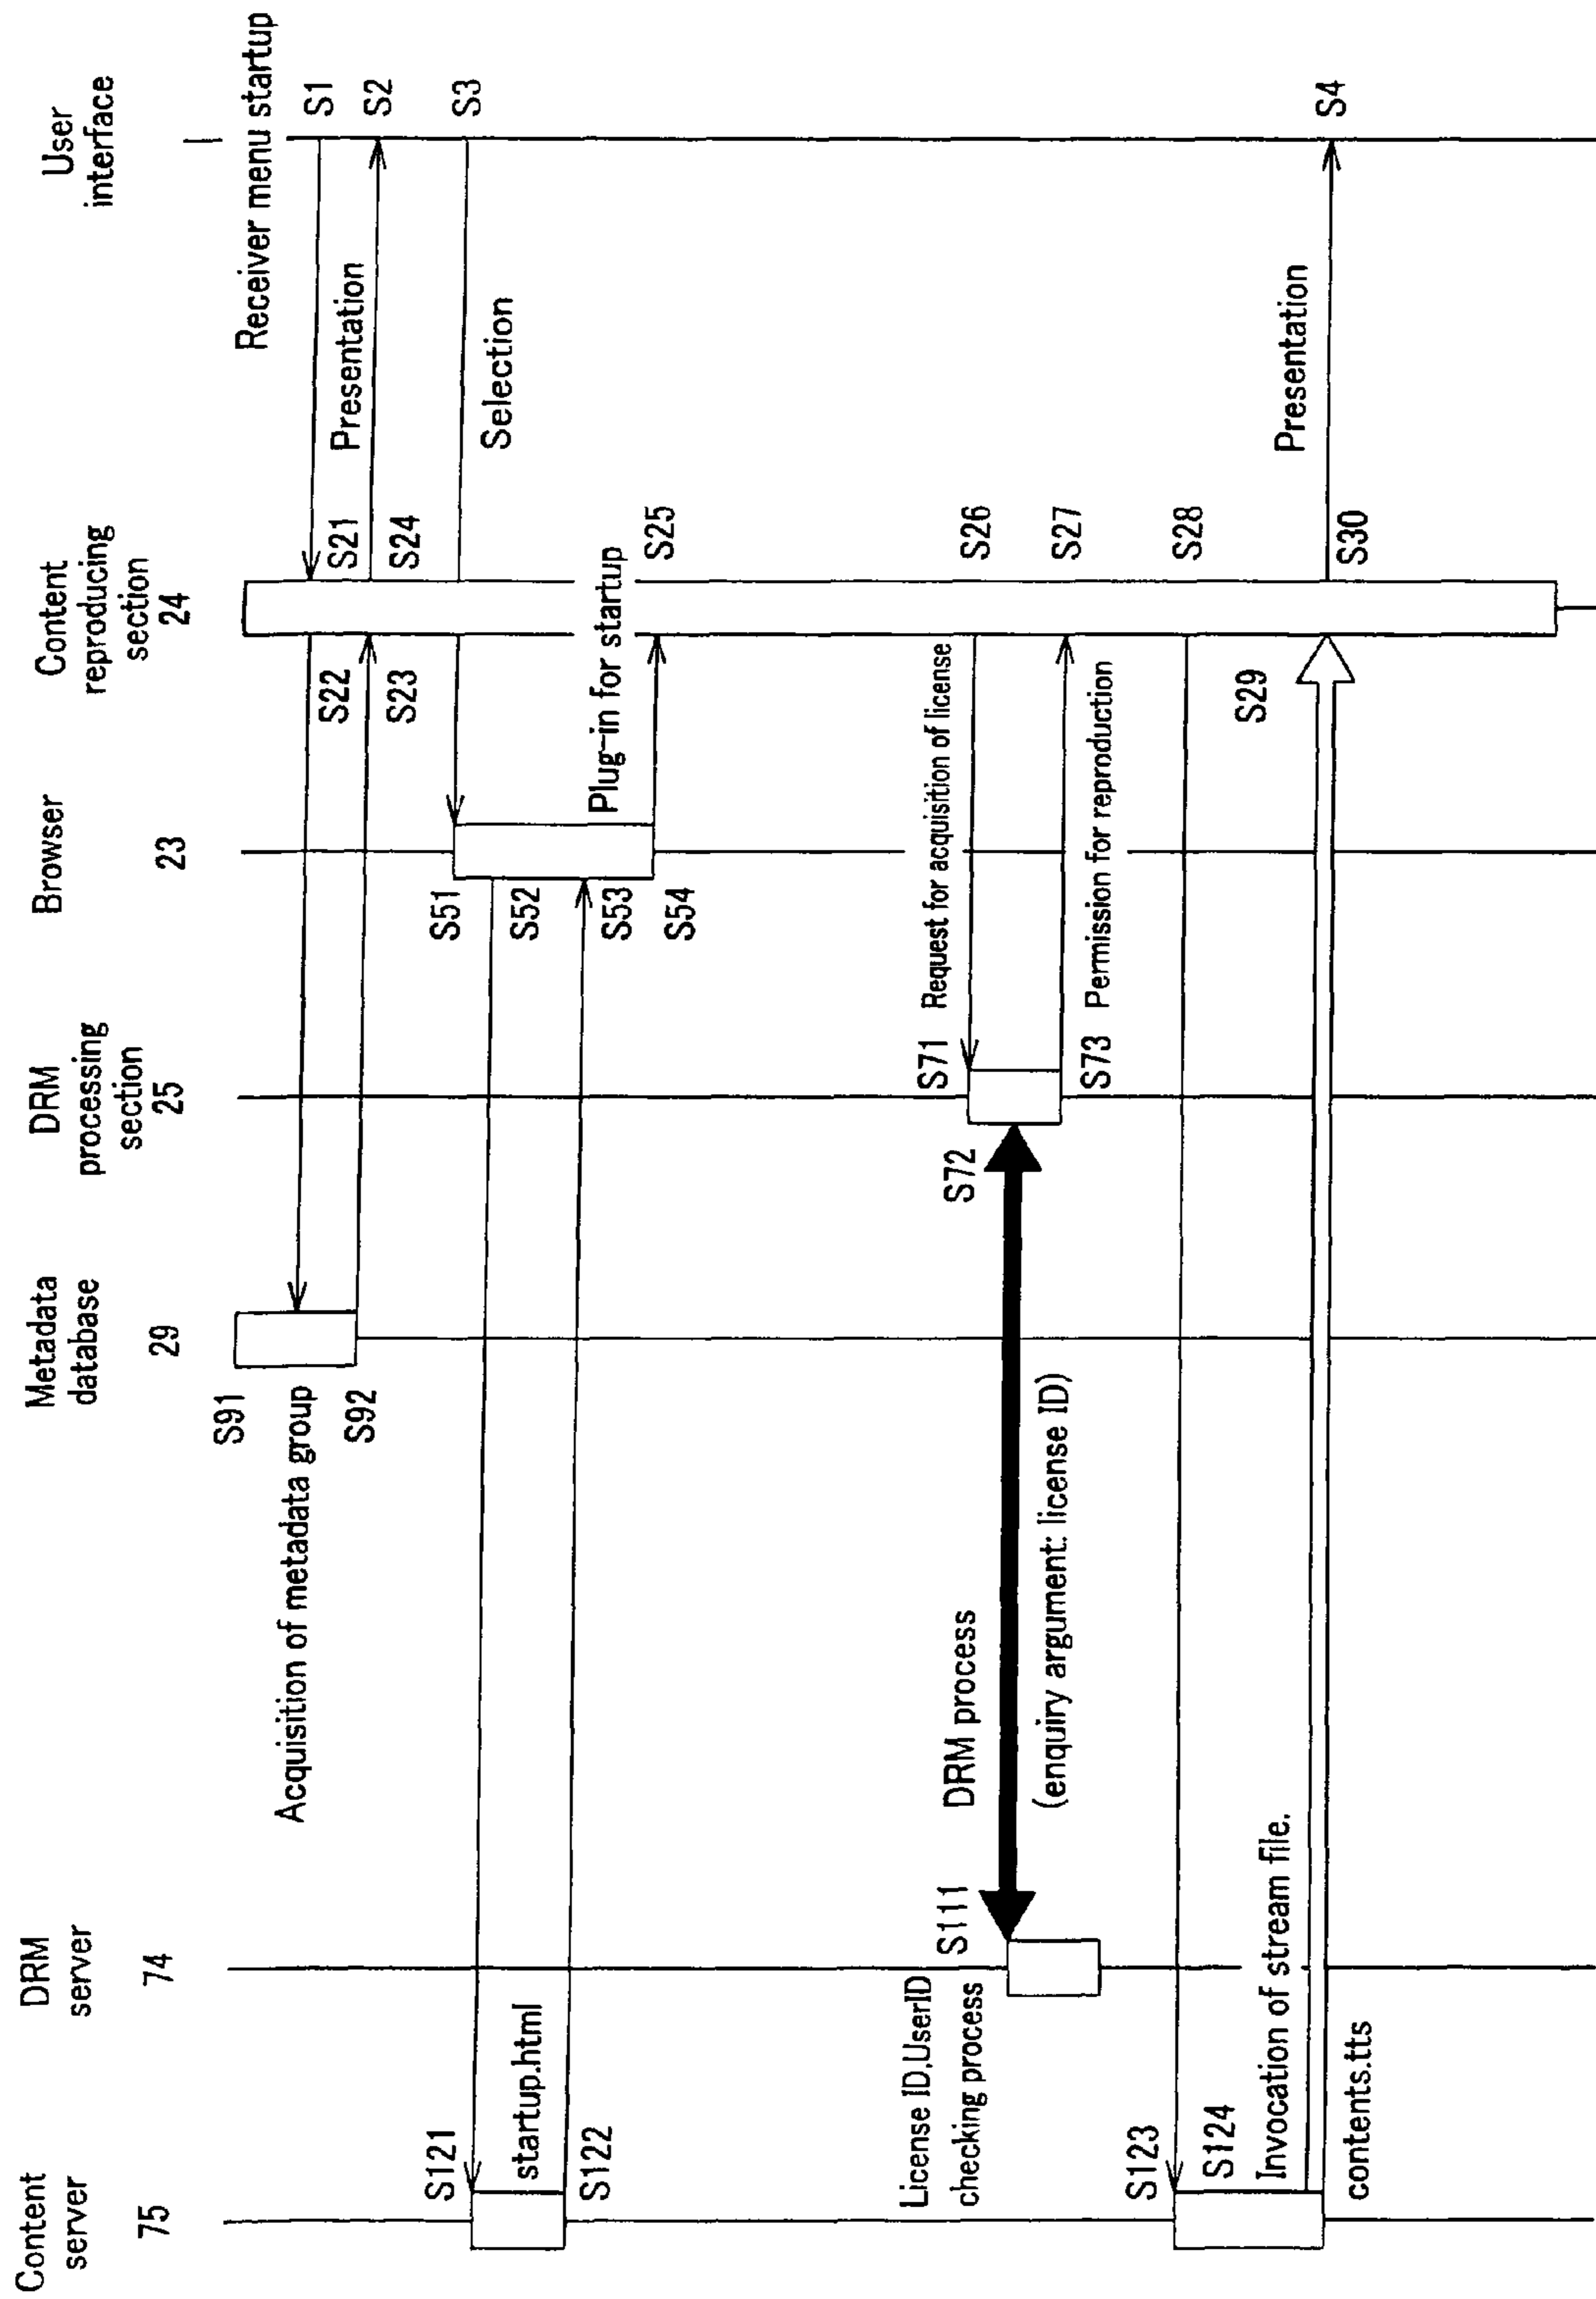 Content
server
75
DRM
server
74
Metadata
database
29
DRM
processing
section
25
Browser
23
Content
reproducing
section
24
User
interface
Receiver menu startup
S1
Presentation
S2
S21
S24
S22
S23
S91
Acquisition of metadata group
S92
S3
Selection
S51
S52
S121
startup.html
S122
S53
S54
Plug-in for startup
S25
S26
Request for acquisition of license
S71
S72
DRM process
(enquiry argument: license ID)
S111
License ID,UserID
checking process
S73
Permission for reproduction
S27
S28
S123
S124
Invocation of stream file.
contents.tts
S29
S30
Presentation
S4